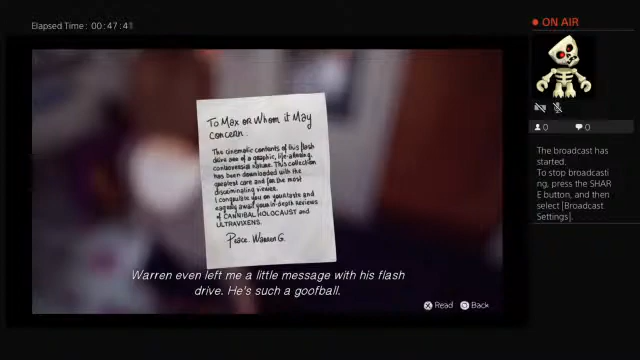 Elapsed Time : 00:47:4
ON AIR
To Max or Whom it May
Concern.
The cinematic contents of this flash
drive are of a graphic, life-altering,
controversial nature. This collection
has been downloaded with the
greatest care and for the most
discriminating viewer.
I congratulate you on your taste and
eagerly await your in-depth reviews
of CANNIBAL HOLOCAUST and
ULTRAVIXENS.
Peace. Warren G.
Warren even left me a little message with his flash
drive. He's such a goofball.
Read Back
0 0
The broadcast has
started.
To stop broadcasti
ng, press the SHAR
E button, and then
select [Broadcast
Settings].